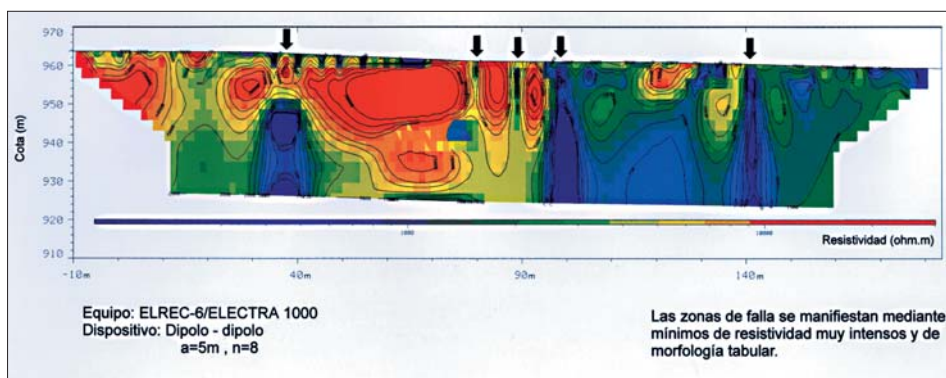 970
960
950
940
930
920
910
Cota (m)
1000
10000
Resistividad (ohm.m)
-10m
40m
90m
140m
Equipo: ELREC-6/ELECTRA 1000
Dispositivo: Dipolo - dipolo
a=5m , n=8
Las zonas de falla se manifiestan mediante
mínimos de resistividad muy intensos y de
morfología tabular.